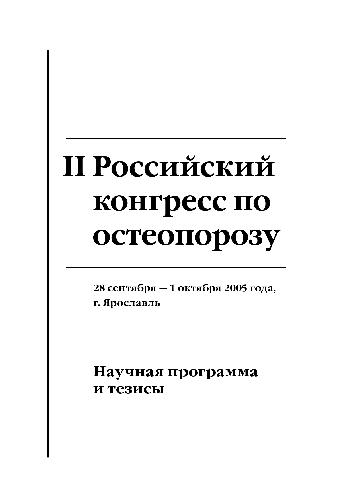 II Российский
конгресс по
остеопорозу
28 сентября — 1 октября 2005 года,
г. Ярославль
Научная программа
и тезисы